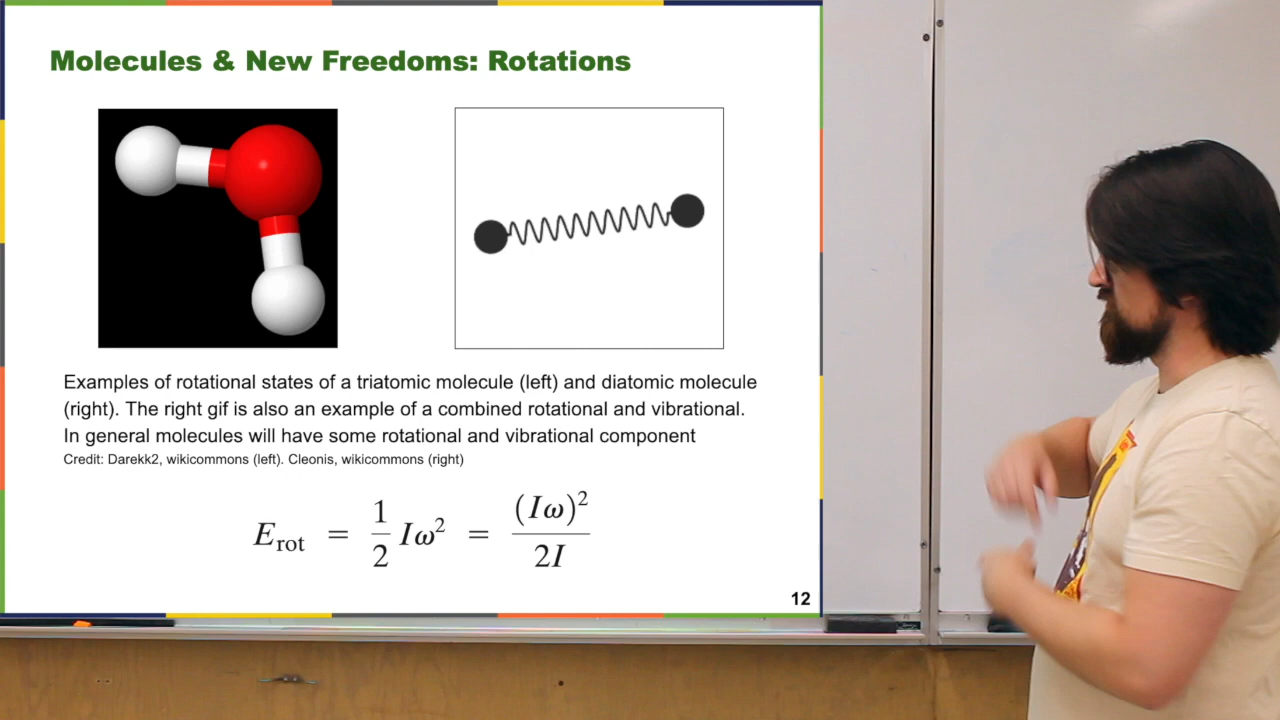 Molecules & New Freedoms: Rotations
Examples of rotational states of a triatomic molecule (left) and diatomic molecule
(right). The right gif is also an example of a combined rotational and vibrational.
In general molecules will have some rotational and vibrational component
Credit: Darekk2, wikicommons (left). Cleonis, wikicommons (right)
E_rot = 1/2 Iω² = (Iω)²/2I
12